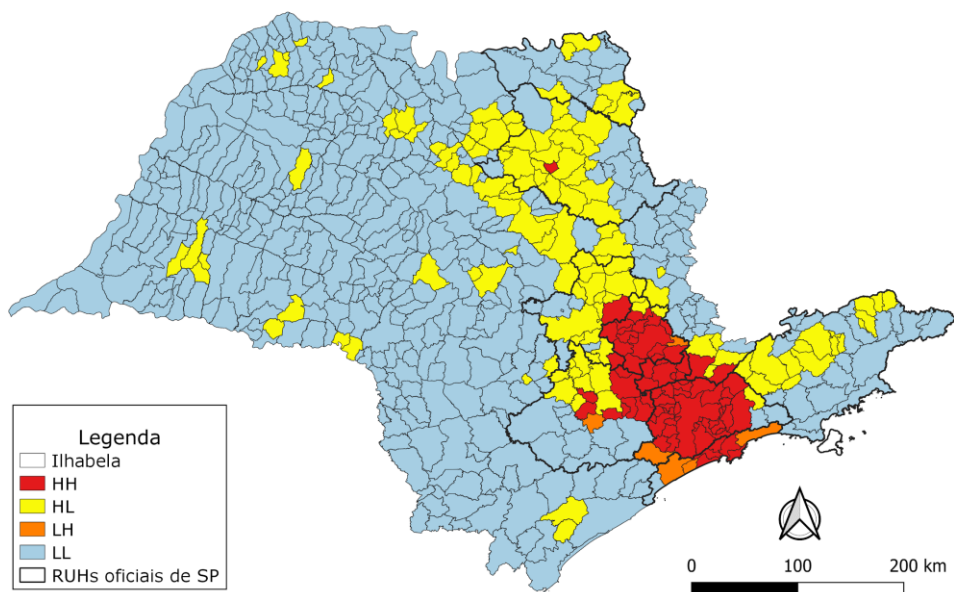 Legenda
Ilhabela
HH
HL
LH
LL
RUHs oficiais de SP
0 100 200 km